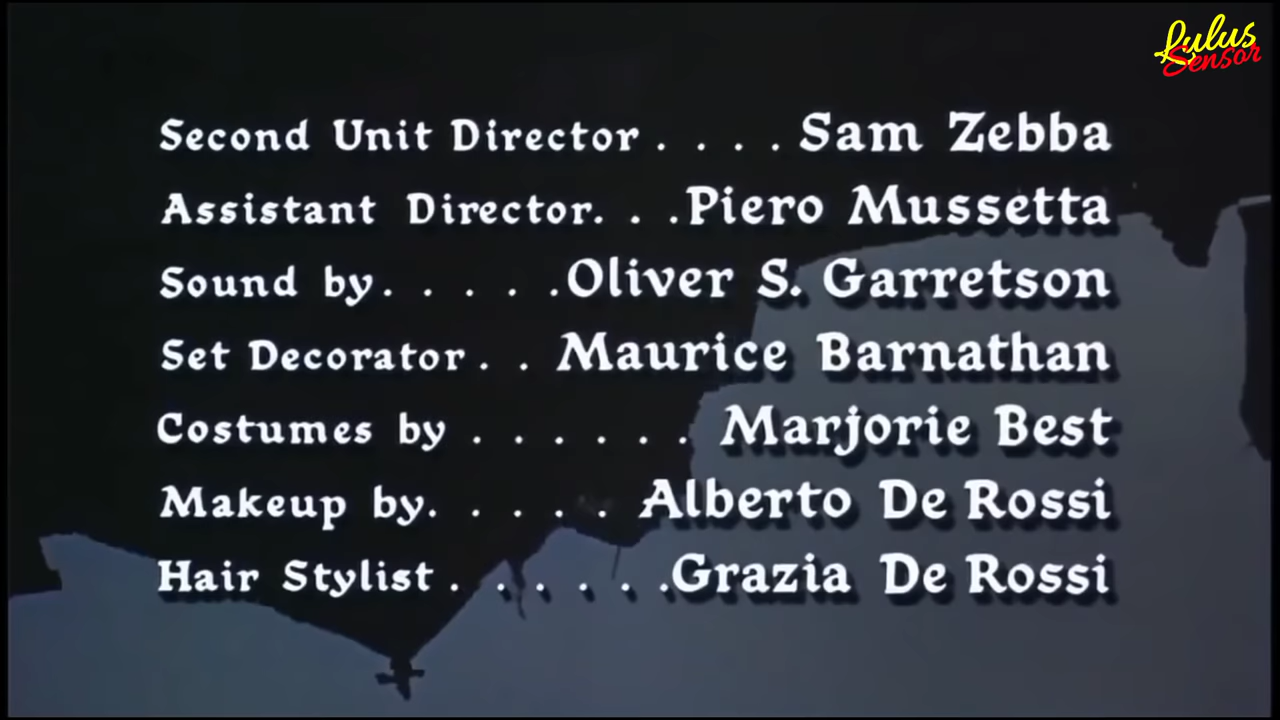 Lulus
Sensor
Second Unit Director . . . . Sam Zebba
Assistant Director. . .Piero Mussetta
Sound by. . . . . .Oliver S. Garretson
Set Decorator . . Maurice Barnathan
Costumes by . . . . . . Marjorie Best
Makeup by. . . . . Alberto De Rossi
Hair Stylist . . . . . .Grazia De Rossi